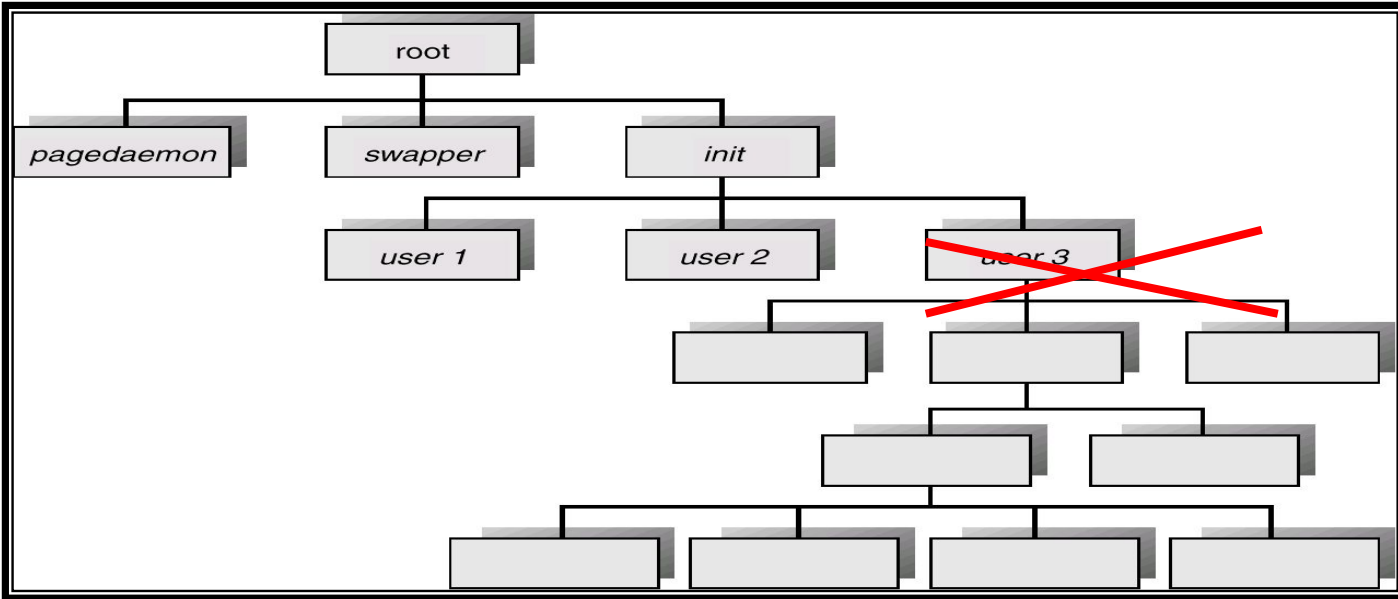 root
pagedaemon
swapper
init
user 1
user 2
user 3